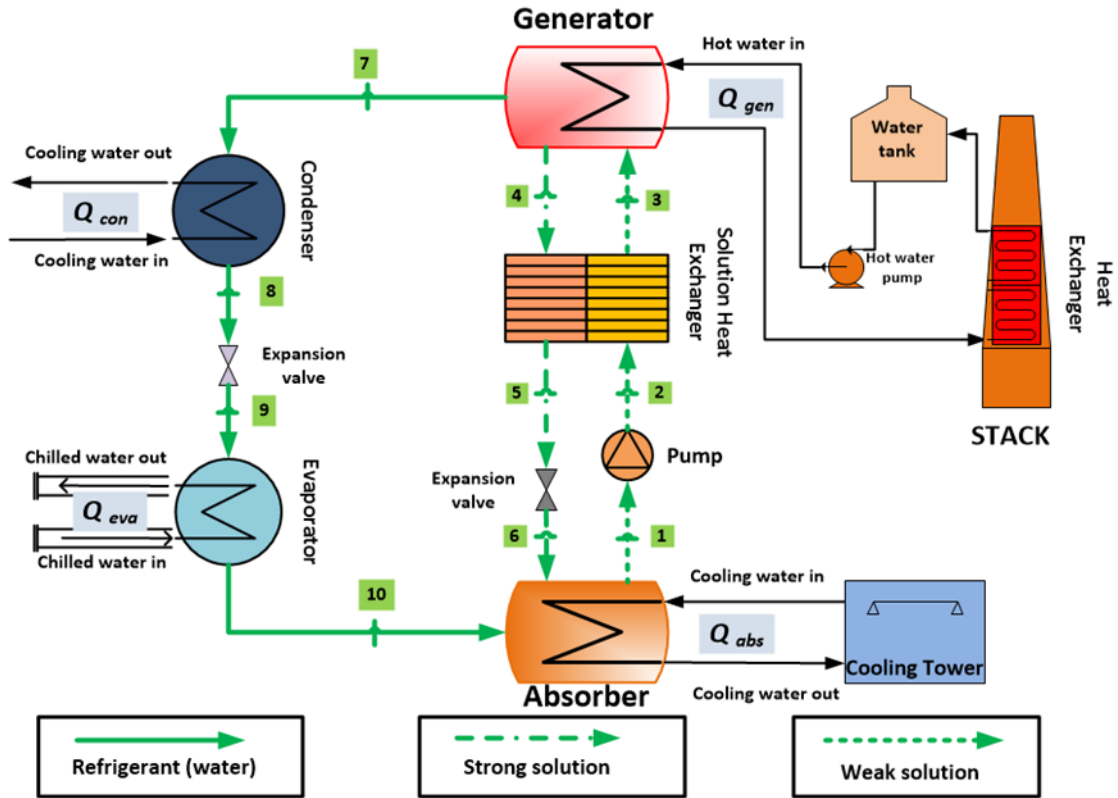 Generator
7
Hot water in
Q gen
Water
tank
Cooling water out
Condenser
Q con
Cooling water in
4
3
Solution Heat
Exchanger
Hot water
pump
Heat
Exchanger
8
Expansion
valve
9
5
2
STACK
Chilled water out
Evaporator
Q eva
Chilled water in
Pump
Expansion
valve
6
1
10
Cooling water in
Q abs
Cooling Tower
Cooling water out
Absorber
Refrigerant (water)
Strong solution
Weak solution